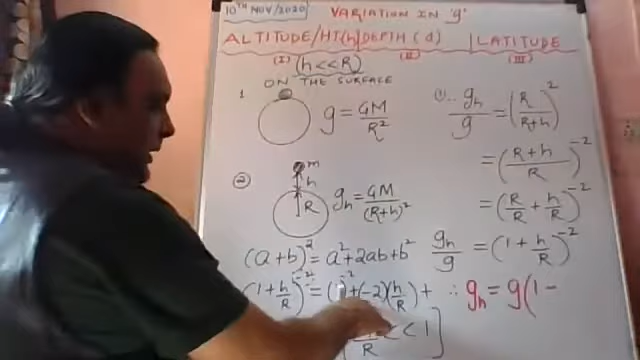 10TH NOV/2020 VARIATION IN 'g'
ALTITUDE/HT(h) DEPTH (d) LATITUDE
(I) (h<<R) (II) (III)
ON THE SURFACE
1 g = GM/R²
(1).. gh/g = (R/(R+h))²
= ((R+h)/R)⁻²
② m
h
R
gh = GM/(R+h)²
= (R/R + h/R)⁻²
(a+b)² = a²+2ab+b²
gh/g = (1 + h/R)⁻²
(1+h/R)⁻² = (1)⁻²+(-2)(h/R) +
∴ gh = g(1 -
R << 1]